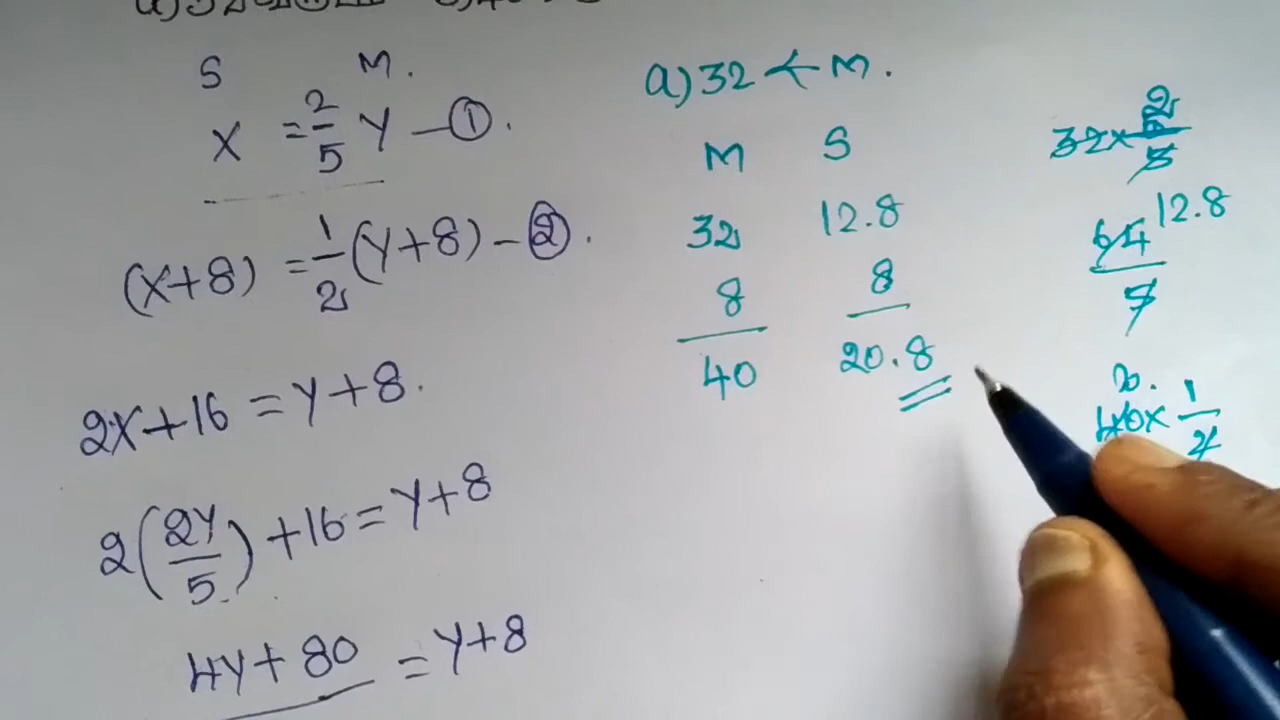 S M.
X = 2/5 Y - ①.
(X+8) = 1/2 (Y+8) - ②.
2X+16 = Y+8.
2(2Y/5)+16 = Y+8
4Y+80 = Y+8
a) 32 ← M.
M S
32 12.8
8 8
40 20.8
32 x 2/5
64/5 12.8
20.
40 x 1/2